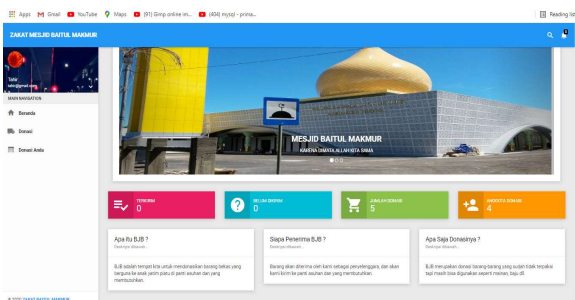 Apps
Gmail
YouTube
Maps
(91) Gimp online im...
(404) mysql - prima...
Reading list
ZAKAT MESJID BAITUL MAKMUR
Tahir
MAIN NAVIGATION
Beranda
Donasi
Donasi Anda
MESJID BAITUL MAKMUR
KARENA DIMATA ALLAH KITA SAMA
TERKIRIM
0
BELUM DIKIRIM
0
JUMLAH DONASI
5
ANGGOTA DONASI
4
Apa itu BJB ?
Deskripsi dibawah...
BJB adalah tempat kita untuk mendonasikan barang bekas yang
berguna ke anak yatim piatu di panti asuhan dan yang
membutuhkan.
Siapa Penerima BJB ?
Deskripsi dibawah...
Barang akan diterima oleh kami sebagai penyelenggara, dan akan
kami kirim ke panti asuhan dan yang membutuhkan.
Apa Saja Donasinya ?
Deskripsi dibawah...
BJB merupakan donasi barang-barang yang sudah tidak terpakai
tapi masih bisa digunakan seperti mainan, baju dll
© 2020 ZAKAT MESJID BAITUL MAKMUR